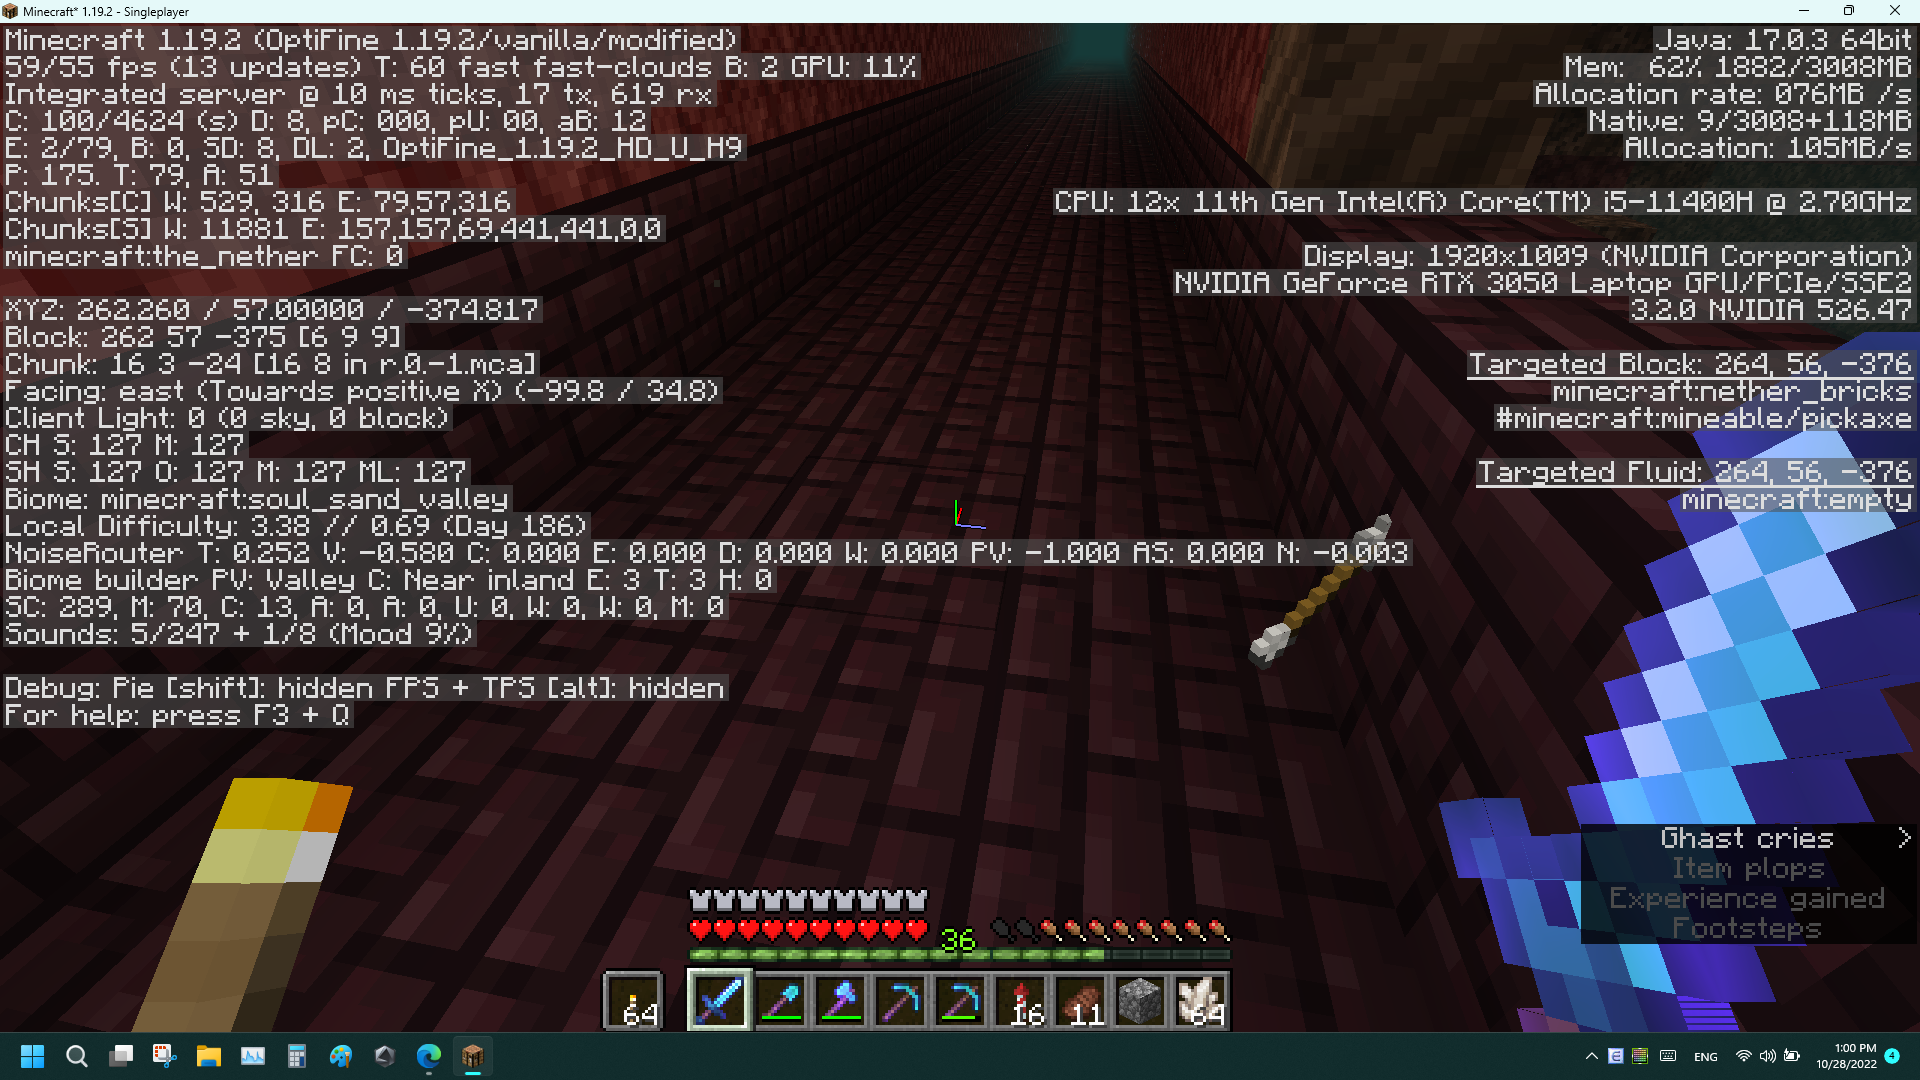 Minecraft* 1.19.2 - Singleplayer
Minecraft 1.19.2 (OptiFine 1.19.2/vanilla/modified)
59/55 fps (13 updates) T: 60 fast fast-clouds B: 2 GPU: 11%
Integrated server @ 10 ms ticks, 17 tx, 619 rx
C: 100/4624 (s) D: 8, pC: 000, pU: 00, aB: 12
E: 2/79, B: 0, SD: 8, DL: 2, OptiFine_1.19.2_HD_U_H9
P: 175. T: 79, A: 51
Chunks[C] W: 529, 316 E: 79,57,316
Chunks[S] W: 11881 E: 157,157,69,441,441,0,0
minecraft:the_nether FC: 0
XYZ: 262.260 / 57.00000 / -374.817
Block: 262 57 -375 [6 9 9]
Chunk: 16 3 -24 [16 8 in r.0.-1.mca]
Facing: east (Towards positive X) (-99.8 / 34.8)
Client Light: 0 (0 sky, 0 block)
CH S: 127 M: 127
SH S: 127 O: 127 M: 127 ML: 127
Biome: minecraft:soul_sand_valley
Local Difficulty: 3.38 // 0.69 (Day 186)
NoiseRouter T: 0.252 V: -0.580 C: 0.000 E: 0.000 D: 0.000 W: 0.000 PV: -1.000 AS: 0.000 N: -0.003
Biome builder PV: Valley C: Near inland E: 3 T: 3 H: 0
SC: 289, M: 70, C: 13, A: 0, A: 0, U: 0, W: 0, W: 0, M: 0
Sounds: 5/247 + 1/8 (Mood 9%)
Debug: Pie [shift]: hidden FPS + TPS [alt]: hidden
For help: press F3 + Q
Java: 17.0.3 64bit
Mem: 62% 1882/3008MB
Allocation rate: 076MB /s
Native: 9/3008+118MB
Allocation: 105MB/s
CPU: 12x 11th Gen Intel(R) Core(TM) i5-11400H @ 2.70GHz
Display: 1920x1009 (NVIDIA Corporation)
NVIDIA GeForce RTX 3050 Laptop GPU/PCIe/SSE2
3.2.0 NVIDIA 526.47
Targeted Block: 264, 56, -376
minecraft:nether_bricks
#minecraft:mineable/pickaxe
Targeted Fluid: 264, 56, -376
minecraft:empty
Ghast cries >
Item plops
Experience gained
Footsteps
36
64 16 11 64
ENG
1:00 PM
10/28/2022
4